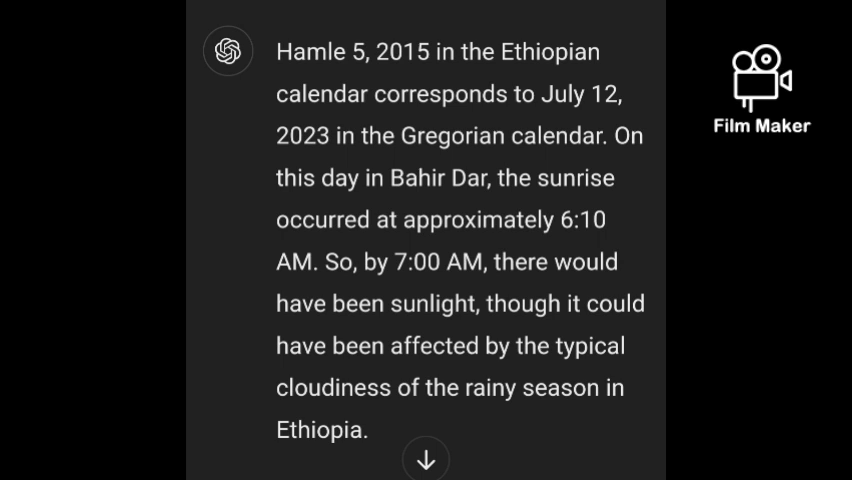 Hamle 5, 2015 in the Ethiopian
calendar corresponds to July 12,
2023 in the Gregorian calendar. On
this day in Bahir Dar, the sunrise
occurred at approximately 6:10
AM. So, by 7:00 AM, there would
have been sunlight, though it could
have been affected by the typical
cloudiness of the rainy season in
Ethiopia.
Film Maker